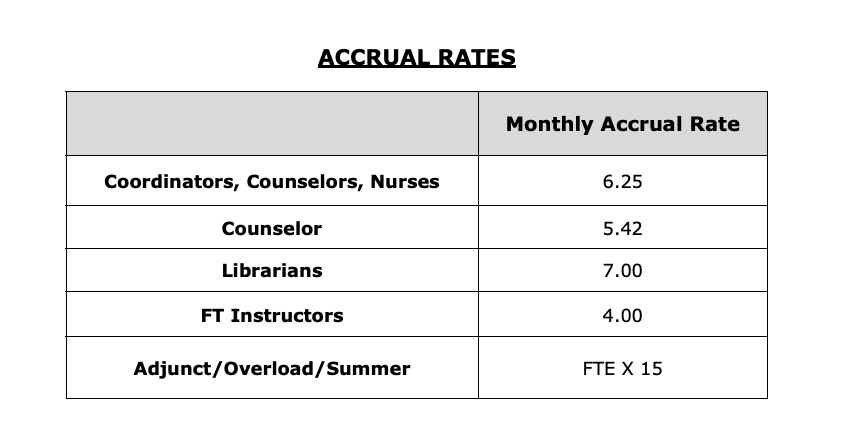 ACCRUAL RATES
Monthly Accrual Rate
Coordinators, Counselors, Nurses 6.25
Counselor 5.42
Librarians 7.00
FT Instructors 4.00
Adjunct/Overload/Summer FTE X 15